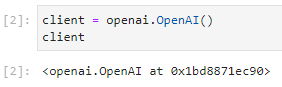 [2]: client = openai.OpenAI()
client
[2]: <openai.OpenAI at 0x1bd8871ec90>